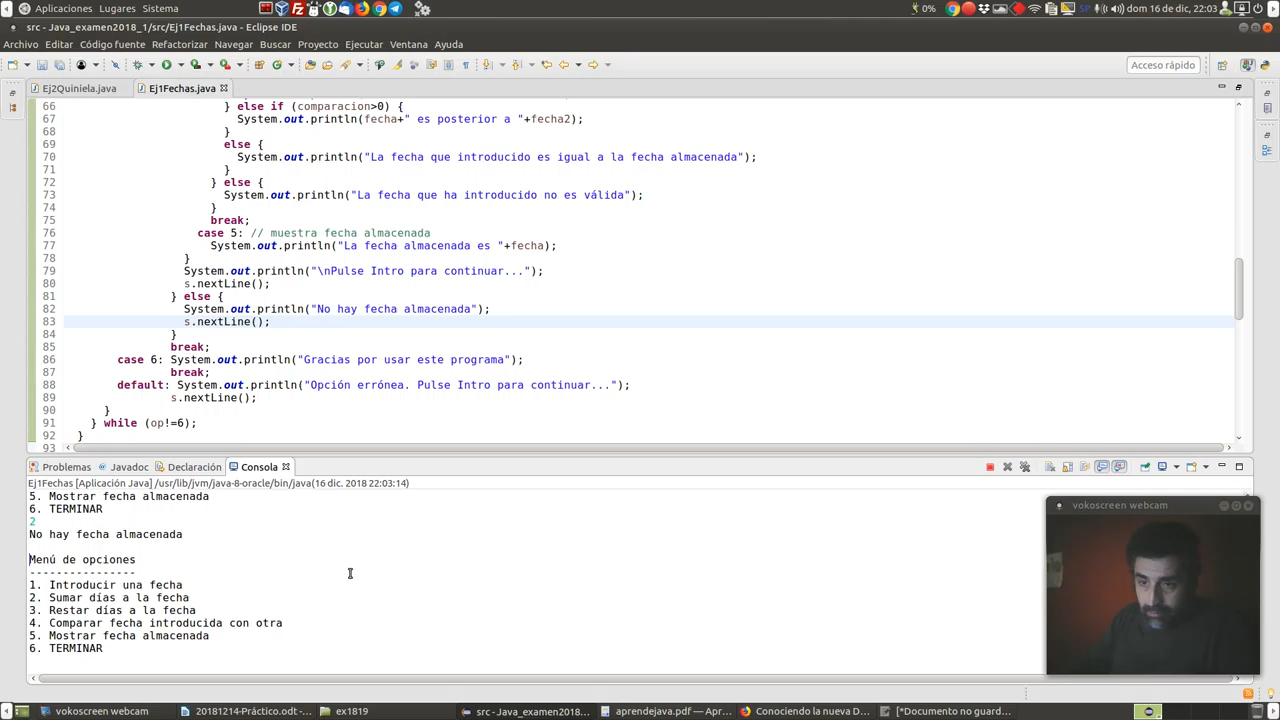 Aplicaciones Lugares Sistema
0% SP dom 16 de dic, 22:03
src - Java_examen2018_1/src/Ej1Fechas.java - Eclipse IDE
Archivo Editar Código fuente Refactorizar Navegar Buscar Proyecto Ejecutar Ventana Ayuda
Acceso rápido
Ej2Quiniela.java Ej1Fechas.java
66 } else if (comparacion>0) {
67 System.out.println(fecha+" es posterior a "+fecha2);
68 }
69 else {
70 System.out.println("La fecha que introducido es igual a la fecha almacenada");
71 }
72 } else {
73 System.out.println("La fecha que ha introducido no es válida");
74 }
75 break;
76 case 5: // muestra fecha almacenada
77 System.out.println("La fecha almacenada es "+fecha);
78 }
79 System.out.println("\nPulse Intro para continuar...");
80 s.nextLine();
81 } else {
82 System.out.println("No hay fecha almacenada");
83 s.nextLine();
84 }
85 break;
86 case 6: System.out.println("Gracias por usar este programa");
87 break;
88 default: System.out.println("Opción errónea. Pulse Intro para continuar...");
89 s.nextLine();
90 }
91 } while (op!=6);
92 }
93
Problemas Javadoc Declaración Consola
Ej1Fechas [Aplicación Java] /usr/lib/jvm/java-8-oracle/bin/java(16 dic. 2018 22:03:14)
5. Mostrar fecha almacenada
6. TERMINAR
2
No hay fecha almacenada
Menú de opciones
----------------
1. Introducir una fecha
2. Sumar días a la fecha
3. Restar días a la fecha
4. Comparar fecha introducida con otra
5. Mostrar fecha almacenada
6. TERMINAR
vokoscreen webcam
vokoscreen webcam 20181214-Práctico.odt -... ex1819 src - Java_examen2018... aprendejava.pdf — Apr... Conociendo la nueva D... [*Documento no guard...